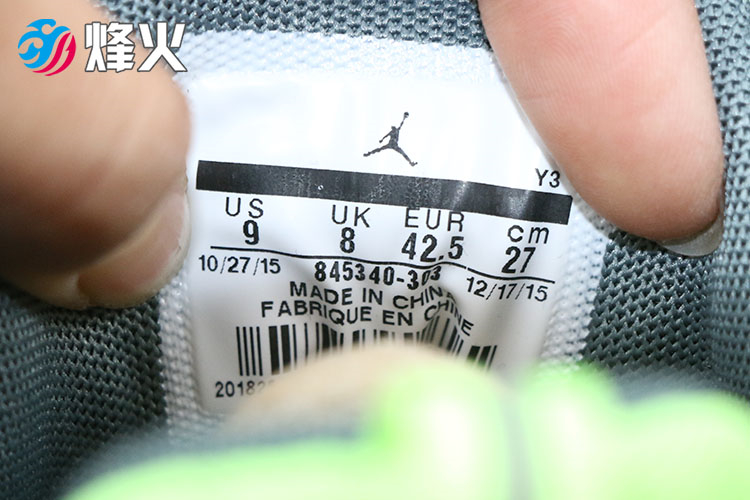 烽火
Y3
US UK EUR cm
9 8 42.5 27
10/27/15 845340-303 12/17/15
MADE IN CHINA
FABRIQUE EN CHINE